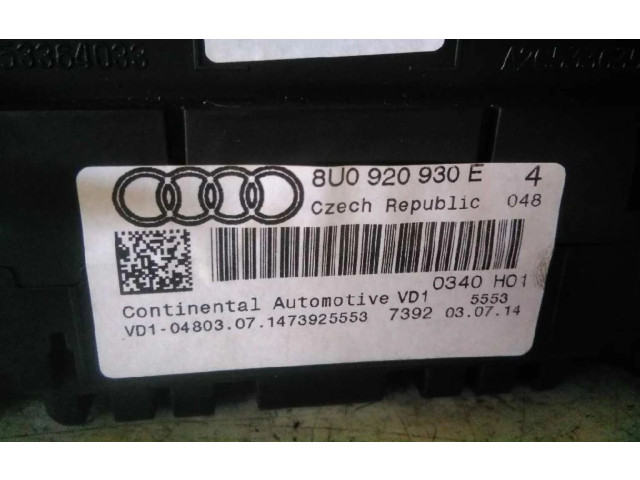 53364033
8U0 920 930 E 4
Czech Republic 048
0340 H01
Continental Automotive VD1 5553
VD1-04803.07.1473925553 7392 03.07.14